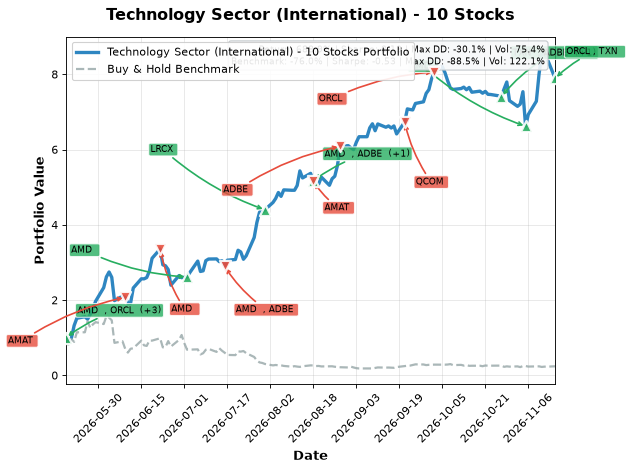 Technology Sector (International) - 10 Stocks
Technology Sector (International) - 10 Stocks Portfolio
Buy & Hold Benchmark
Max DD: -30.1% | Vol: 75.4%
Benchmark: -76.0% | Sharpe: -0.53 | Max DD: -88.5% | Vol: 122.1%
ORCL, TXN
ORCL
LRCX
AMD , ADBE (+1)
ADBE
QCOM
AMAT
AMD
AMD , ORCL (+3)
AMD
AMD , ADBE
AMAT
Portfolio Value
8
6
4
2
0
2026-05-30
2026-06-15
2026-07-01
2026-07-17
2026-08-02
2026-08-18
2026-09-03
2026-09-19
2026-10-05
2026-10-21
2026-11-06
Date